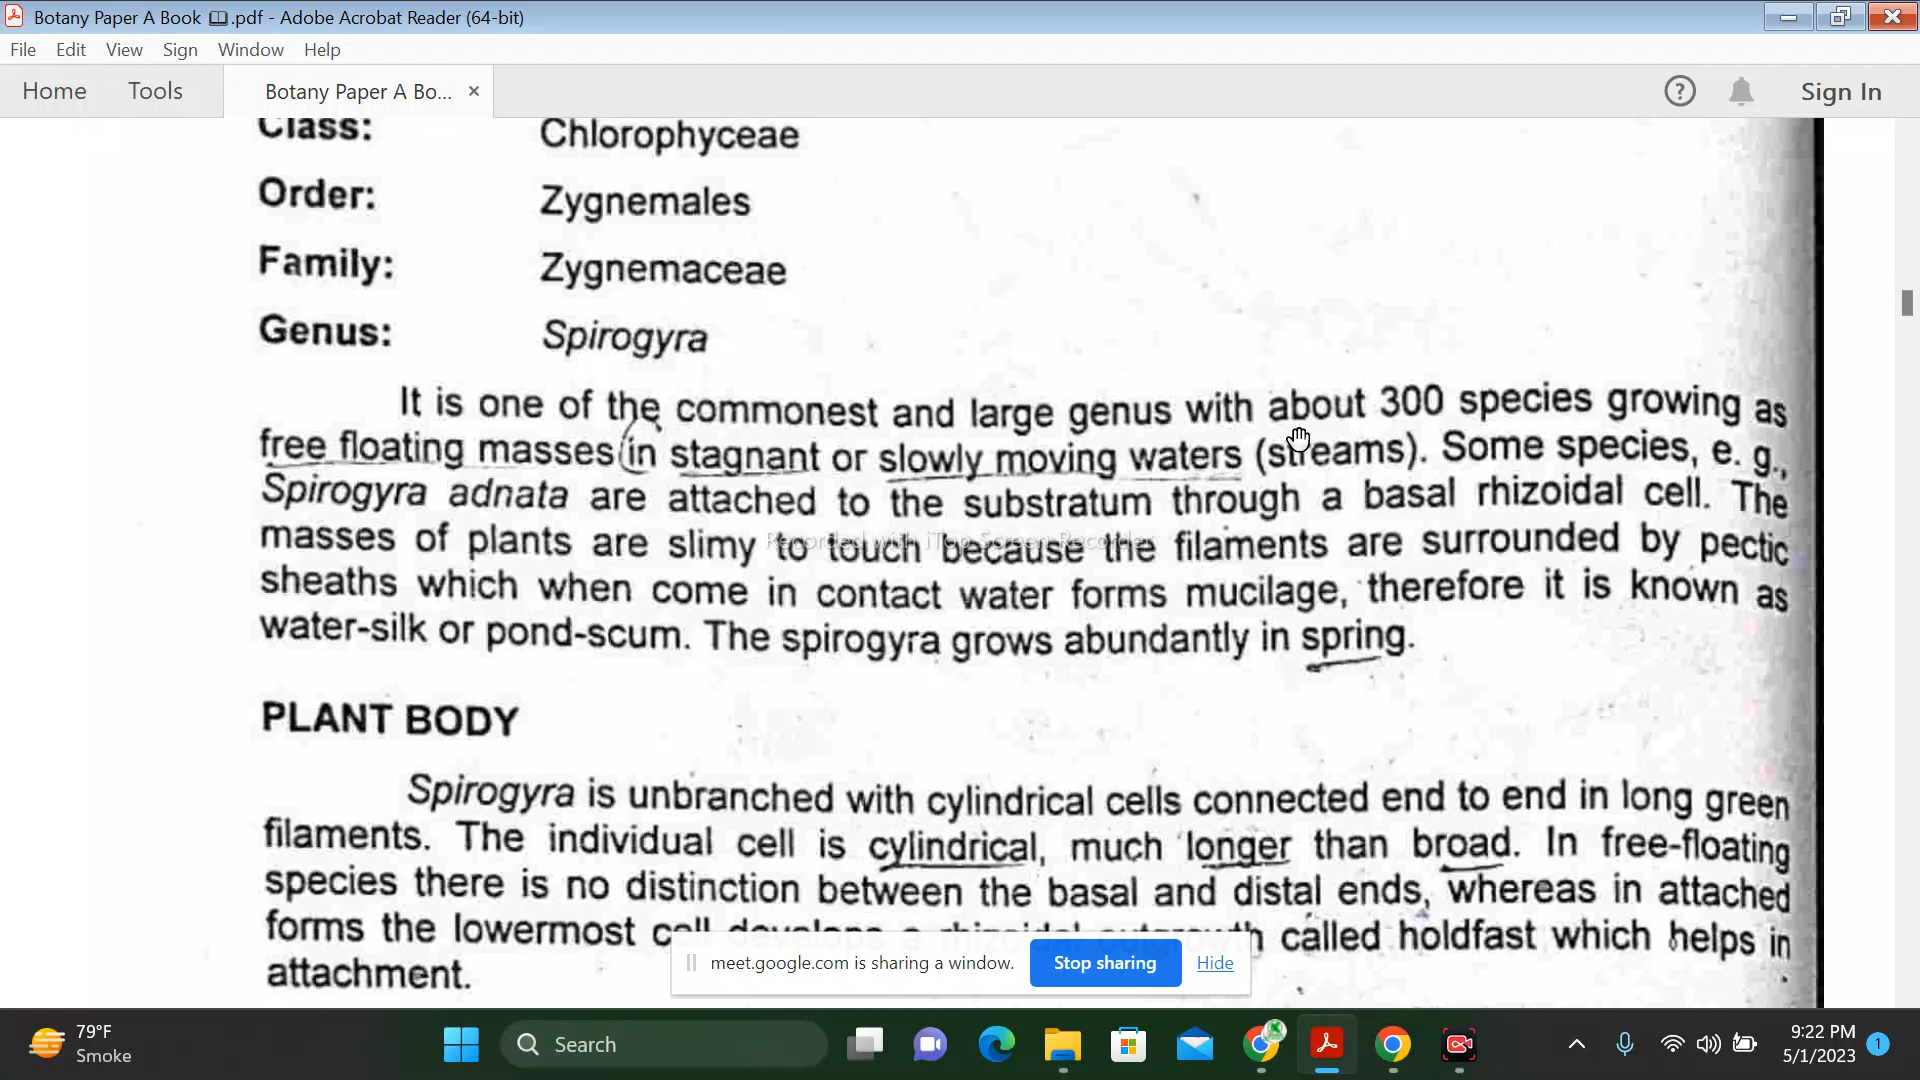 Botany Paper A Book 📖.pdf - Adobe Acrobat Reader (64-bit)
File Edit View Sign Window Help
Home Tools Botany Paper A Bo... × ? Sign In
Class: Chlorophyceae
Order: Zygnemales
Family: Zygnemaceae
Genus: Spirogyra
It is one of the commonest and large genus with about 300 species growing as
free floating masses in stagnant or slowly moving waters (streams). Some species, e. g.,
Spirogyra adnata are attached to the substratum through a basal rhizoidal cell. The
masses of plants are slimy to touch because the filaments are surrounded by pectic
Recorded with iTop Screen Recorder
sheaths which when come in contact water forms mucilage, therefore it is known as
water-silk or pond-scum. The spirogyra grows abundantly in spring.
PLANT BODY
Spirogyra is unbranched with cylindrical cells connected end to end in long green
filaments. The individual cell is cylindrical, much longer than broad. In free-floating
species there is no distinction between the basal and distal ends, whereas in attached
forms the lowermost cell develops a rhizoidal outgrowth called holdfast which helps in
attachment.
meet.google.com is sharing a window. Stop sharing Hide
79°F
Smoke
Search
9:22 PM
5/1/2023
1